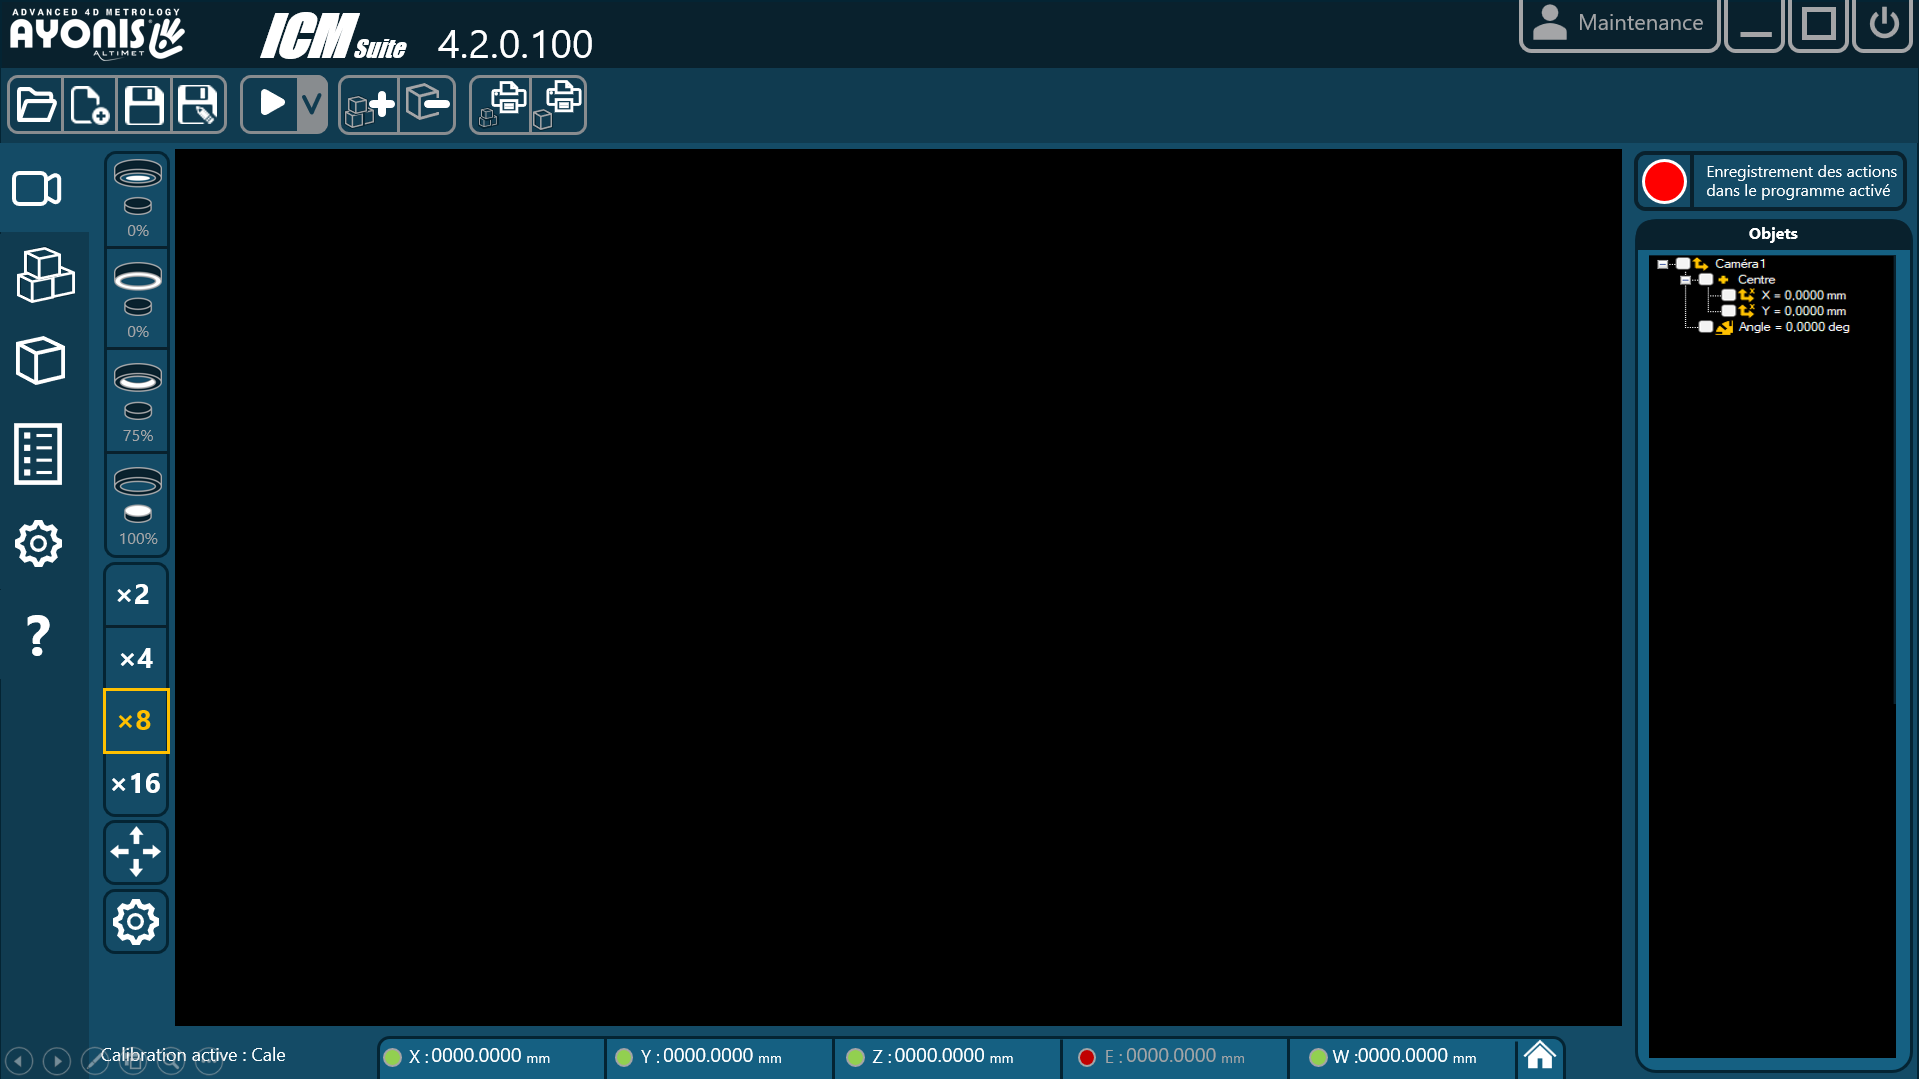 ADVANCED 4D METROLOGY
AYONIS
ALTIMET
ICM Suite 4.2.0.100
Maintenance
V
Enregistrement des actions
dans le programme activé
Objets
Caméra1
Centre
X = 0,0000 mm
Y = 0,0000 mm
Angle = 0,0000 deg
0%
0%
75%
100%
×2
×4
×8
×16
?
Calibration active : Cale
X : 0000.0000 mm
Y : 0000.0000 mm
Z : 0000.0000 mm
E : 0000.0000 mm
W : 0000.0000 mm